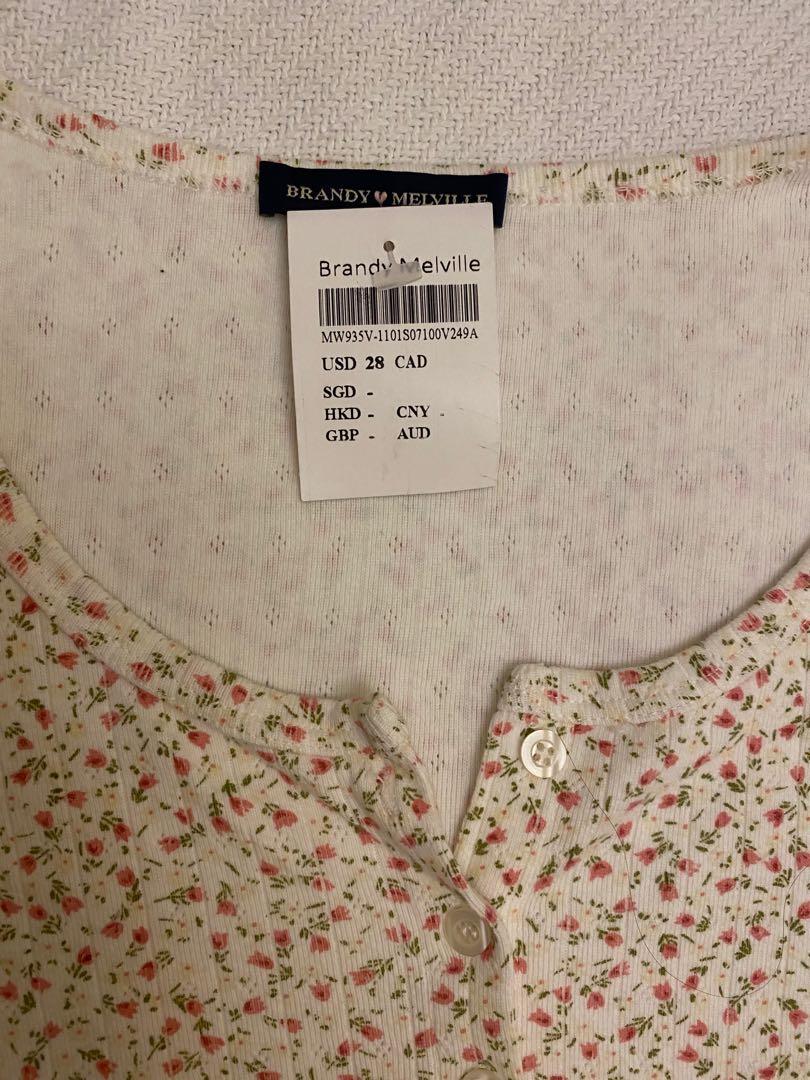 BRANDY MELVILLE
Brandy Melville
MW935V-1101S07100V249A
USD 28 CAD
SGD -
HKD - CNY -
GBP - AUD